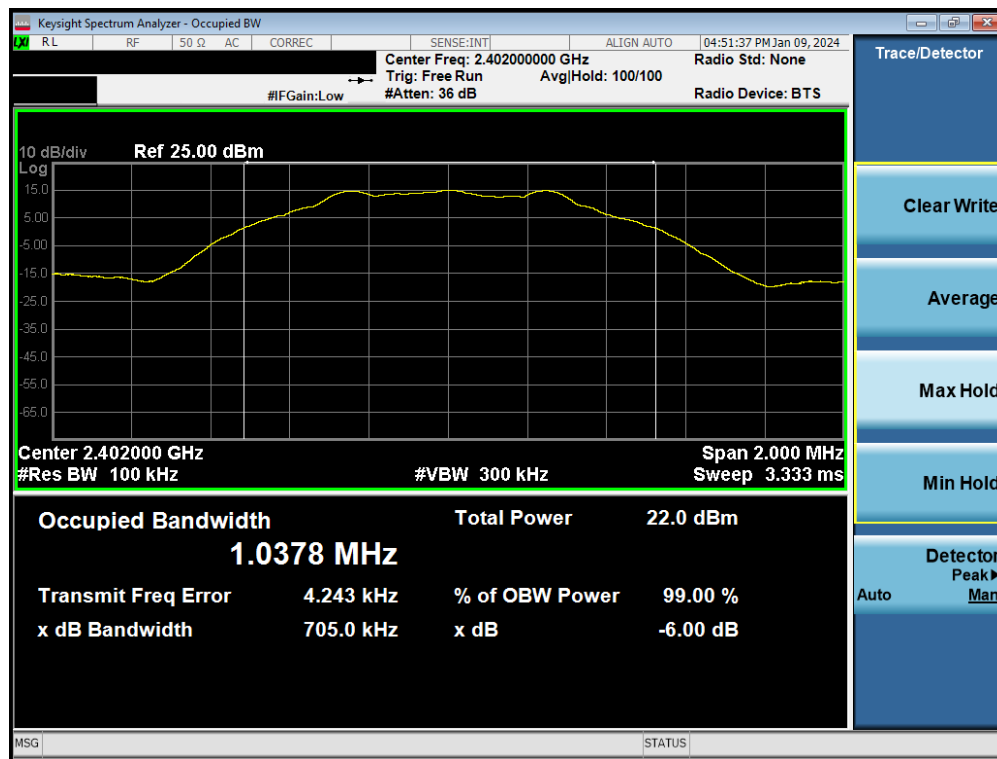 Keysight Spectrum Analyzer - Occupied BW
LXI RL RF 50 Ω AC CORREC SENSE:INT ALIGN AUTO 04:51:37 PM Jan 09, 2024
Center Freq: 2.402000000 GHz Radio Std: None
Trig: Free Run Avg|Hold: 100/100
#IFGain:Low #Atten: 36 dB Radio Device: BTS
10 dB/div Ref 25.00 dBm
Log
15.0
5.00
-5.00
-15.0
-25.0
-35.0
-45.0
-55.0
-65.0
Center 2.402000 GHz Span 2.000 MHz
#Res BW 100 kHz #VBW 300 kHz Sweep 3.333 ms
Occupied Bandwidth Total Power 22.0 dBm
1.0378 MHz
Transmit Freq Error 4.243 kHz % of OBW Power 99.00 %
x dB Bandwidth 705.0 kHz x dB -6.00 dB
MSG STATUS
Trace/Detector
Clear Write
Average
Max Hold
Min Hold
Detector
Peak
Auto Man